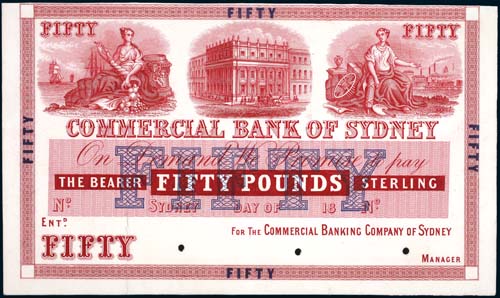 FIFTY
FIFTY FIFTY
COMMERCIAL BANK OF SYDNEY
FIFTY
On Demand We Promise to pay
FIFTY
THE BEARER FIFTY POUNDS STERLING
Nº SYDNEY DAY OF 18 Nº
ENTD.
FOR THE COMMERCIAL BANKING COMPANY OF SYDNEY
FIFTY
MANAGER
FIFTY
FIFTY